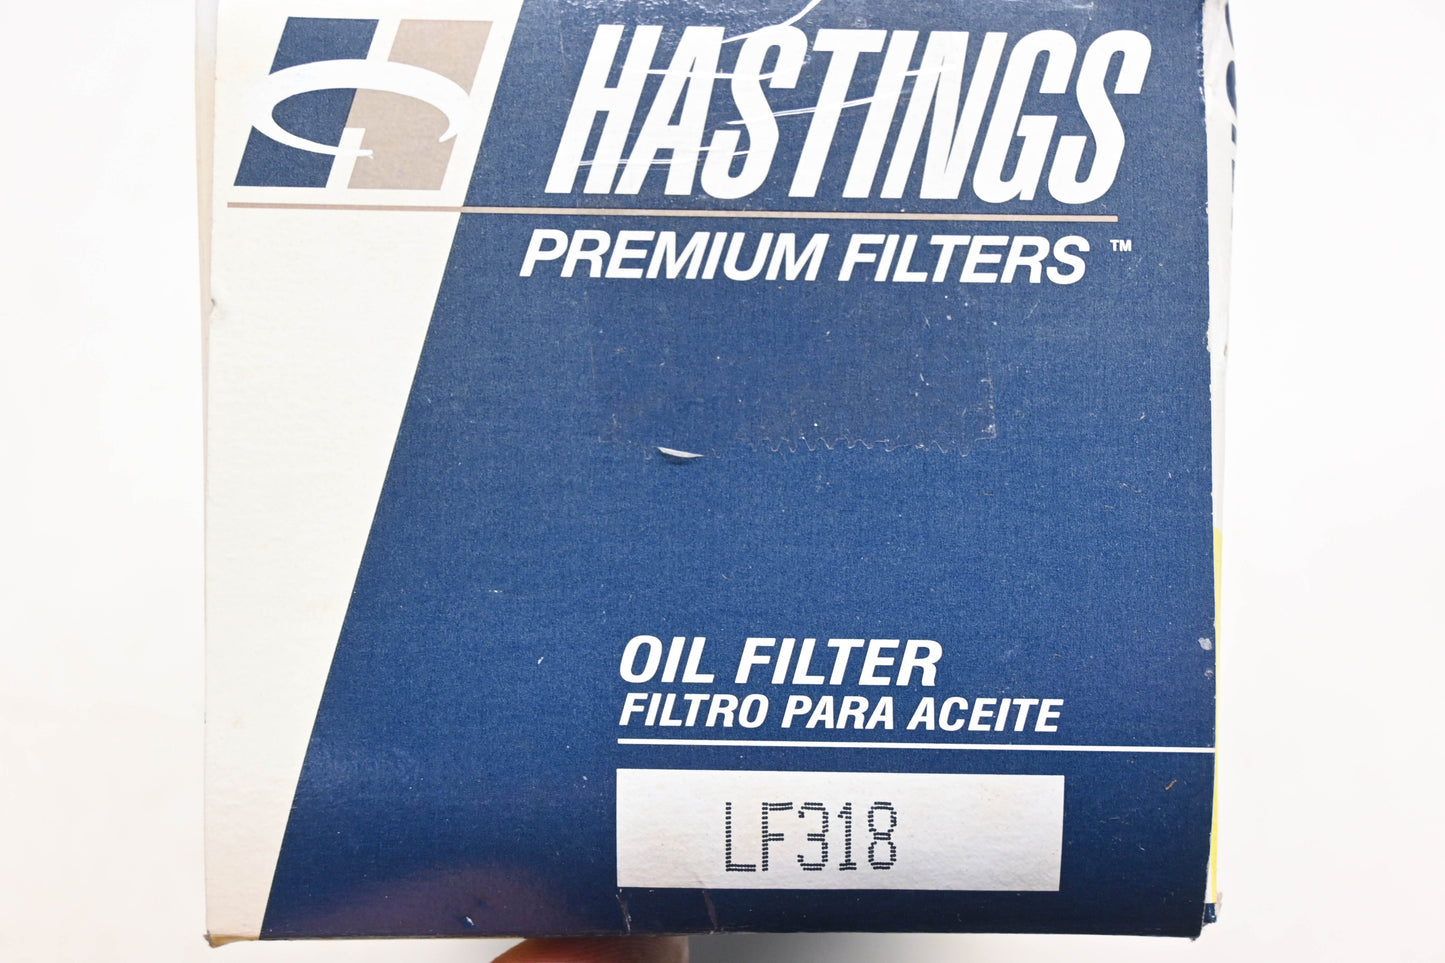 HASTINGS
PREMIUM FILTERS™
OIL FILTER
FILTRO PARA ACEITE
LF318